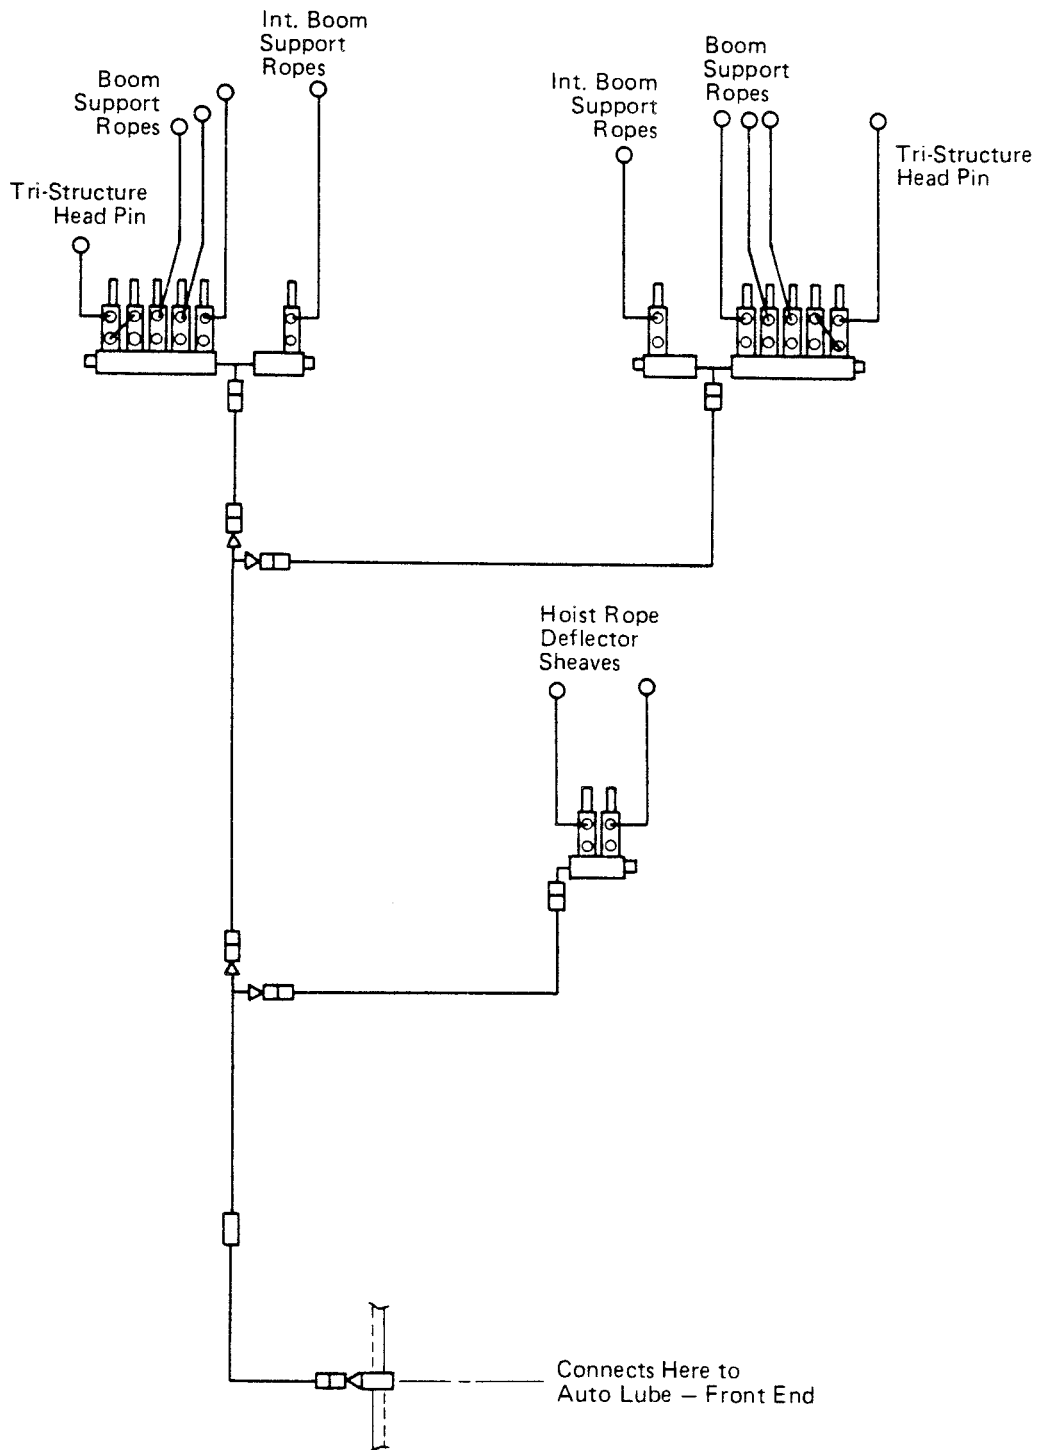 Int. Boom
Support
Ropes
Boom
Support
Ropes
Tri-Structure
Head Pin
Int. Boom
Support
Ropes
Boom
Support
Ropes
Tri-Structure
Head Pin
Hoist Rope
Deflector
Sheaves
Connects Here to
Auto Lube — Front End